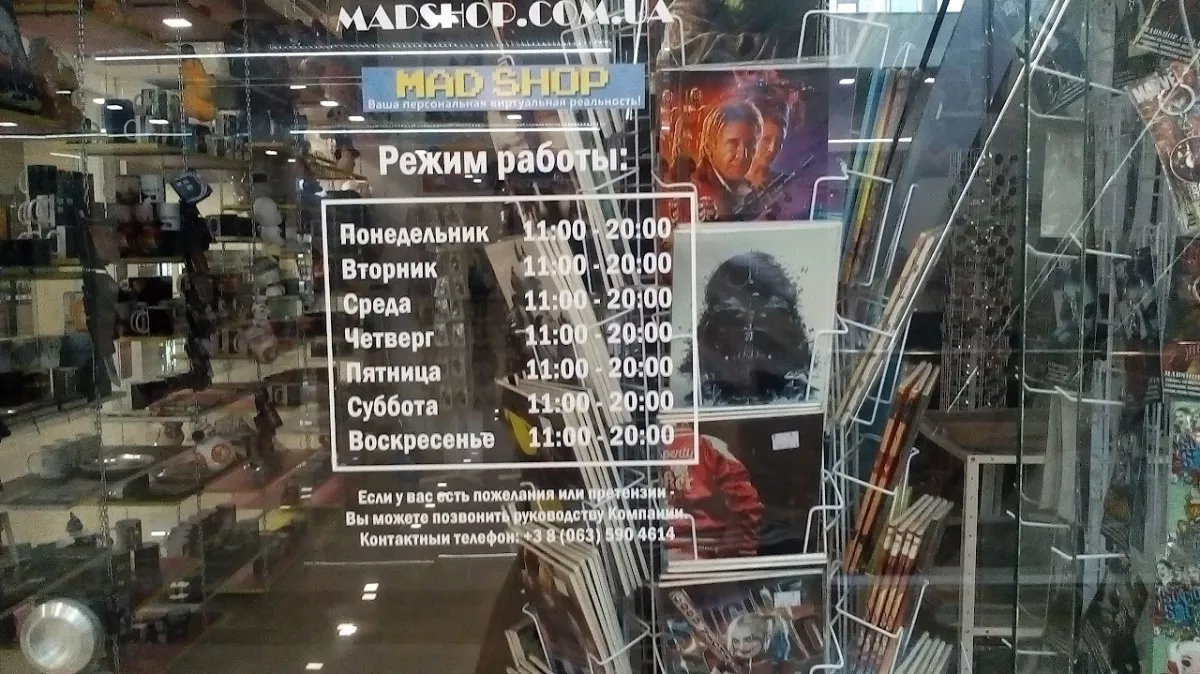 MADSHOP.COM.UA
MAD SHOP
Ваша персональная виртуальная реальность!
Режим работы:
Понедельник 11:00 - 20:00
Вторник 11:00 - 20:00
Среда 11:00 - 20:00
Четверг 11:00 - 20:00
Пятница 11:00 - 20:00
Суббота 11:00 - 20:00
Воскресенье 11:00 - 20:00
Если у вас есть пожелания или претензии -
Вы можете позвонить руководству Компании.
Контактный телефон: +3 8 (063) 590 4614